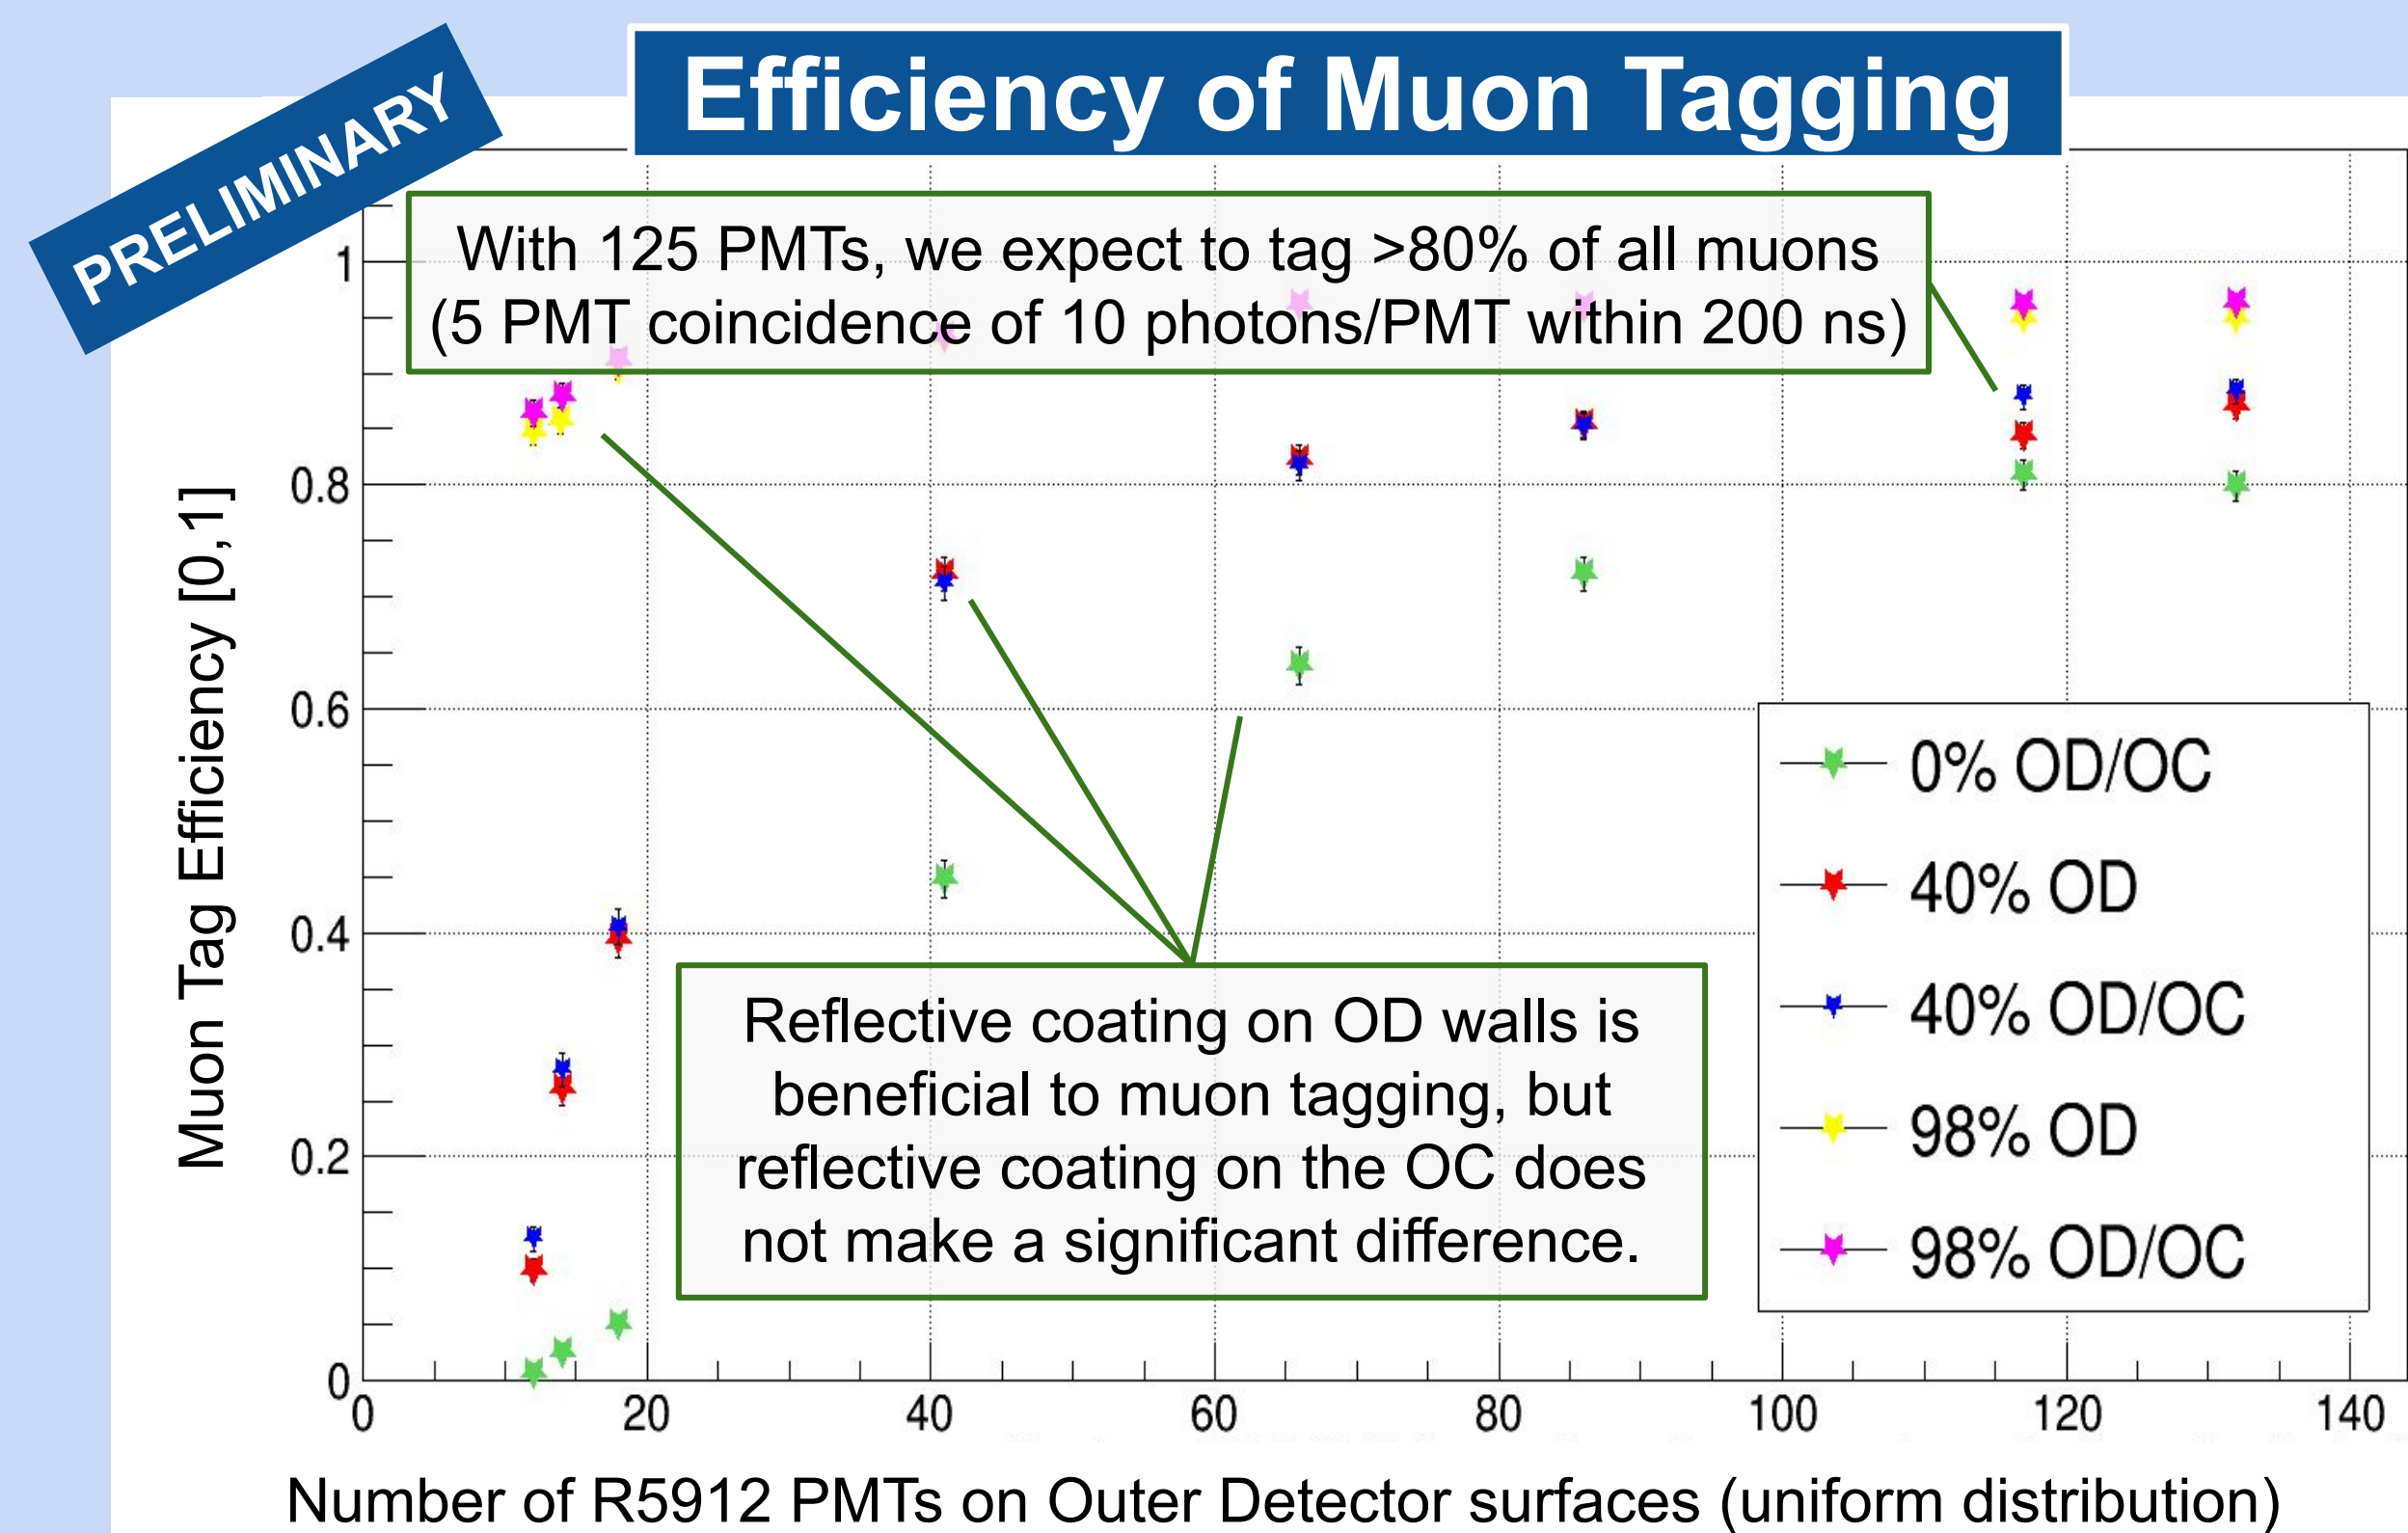 PRELIMINARY
Efficiency of Muon Tagging
With 125 PMTs, we expect to tag >80% of all muons
(5 PMT coincidence of 10 photons/PMT within 200 ns)
Muon Tag Efficiency [0,1]
1
0.8
0.6
0.4
0.2
0
0% OD/OC
40% OD
40% OD/OC
98% OD
98% OD/OC
Reflective coating on OD walls is
beneficial to muon tagging, but
reflective coating on the OC does
not make a significant difference.
0 20 40 60 80 100 120 140
Number of R5912 PMTs on Outer Detector surfaces (uniform distribution)